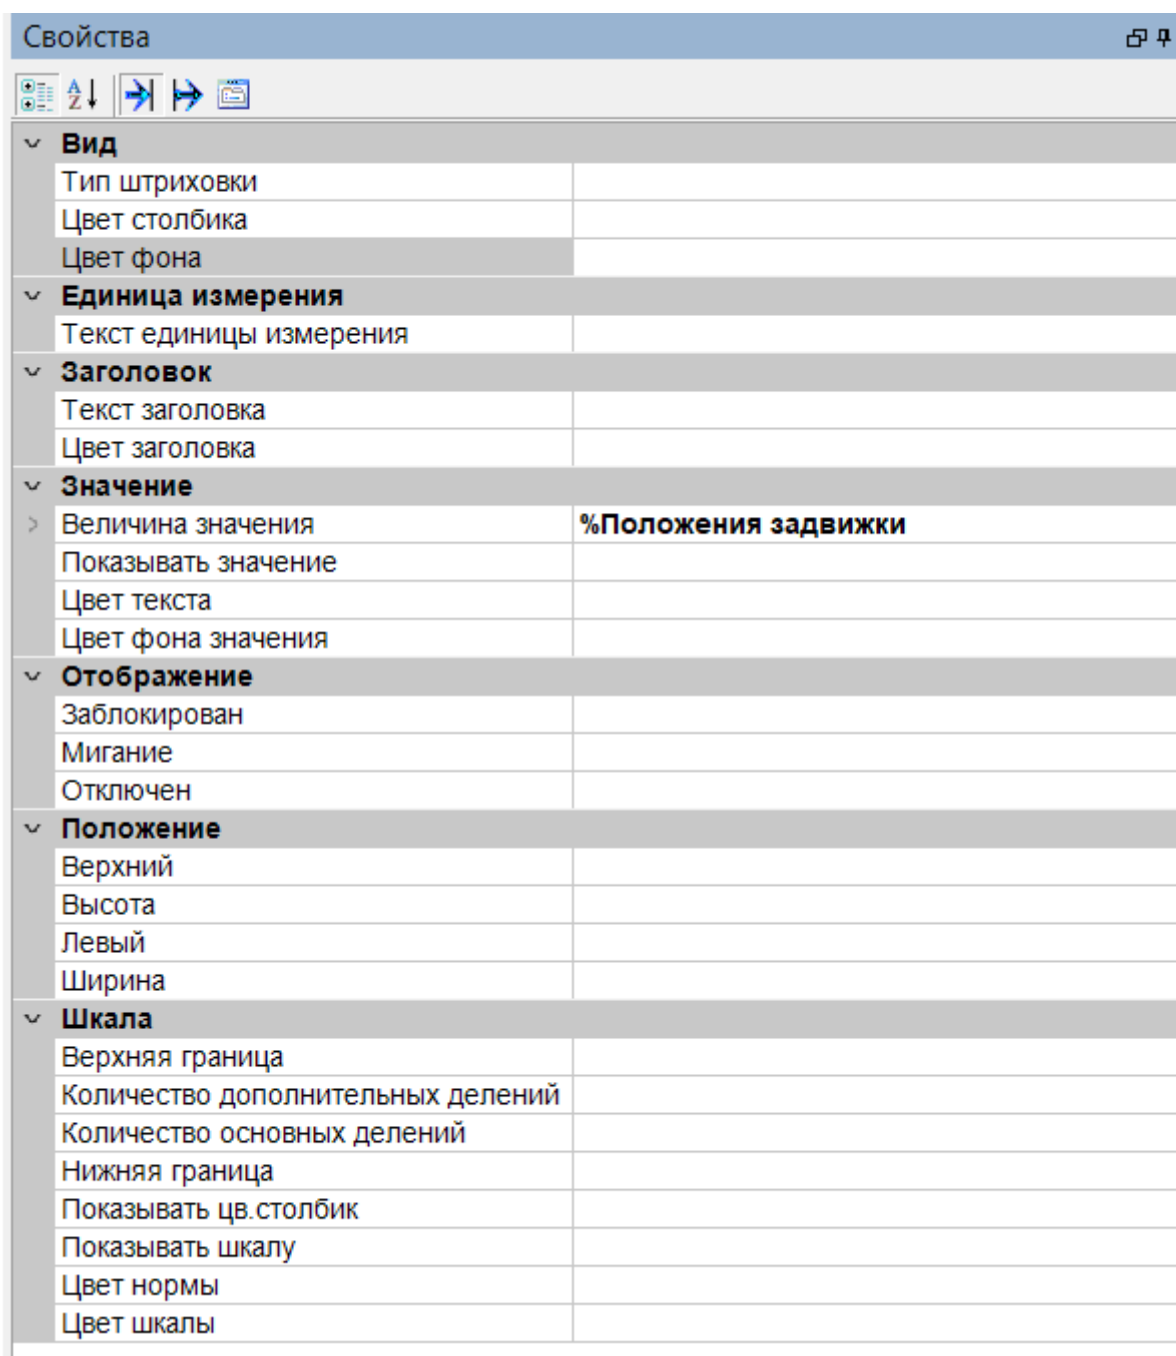 Свойства
Вид
Тип штриховки
Цвет столбика
Цвет фона
Единица измерения
Текст единицы измерения
Заголовок
Текст заголовка
Цвет заголовка
Значение
Величина значения %Положения задвижки
Показывать значение
Цвет текста
Цвет фона значения
Отображение
Заблокирован
Мигание
Отключен
Положение
Верхний
Высота
Левый
Ширина
Шкала
Верхняя граница
Количество дополнительных делений
Количество основных делений
Нижняя граница
Показывать цв.столбик
Показывать шкалу
Цвет нормы
Цвет шкалы